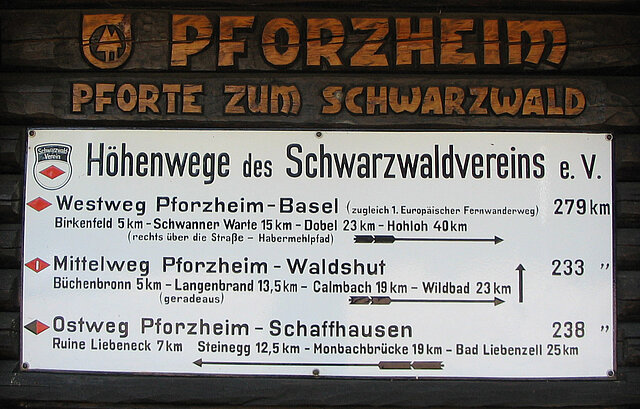 PFORZHEIM
PFORTE ZUM SCHWARZWALD
Schwarzwald Verein
Höhenwege des Schwarzwaldvereins e. V.
Westweg Pforzheim-Basel (zugleich 1. Europäischer Fernwanderweg) 279 km
Birkenfeld 5 km - Schwanner Warte 15 km - Dobel 23 km - Hohloh 40 km
(rechts über die Straße - Habermehlpfad)
Mittelweg Pforzheim - Waldshut 233 "
Büchenbronn 5 km - Langenbrand 13,5 km - Calmbach 19 km - Wildbad 23 km
(geradeaus)
Ostweg Pforzheim - Schaffhausen 238 "
Ruine Liebeneck 7 km Steinegg 12,5 km - Monbachbrücke 19 km - Bad Liebenzell 25 km